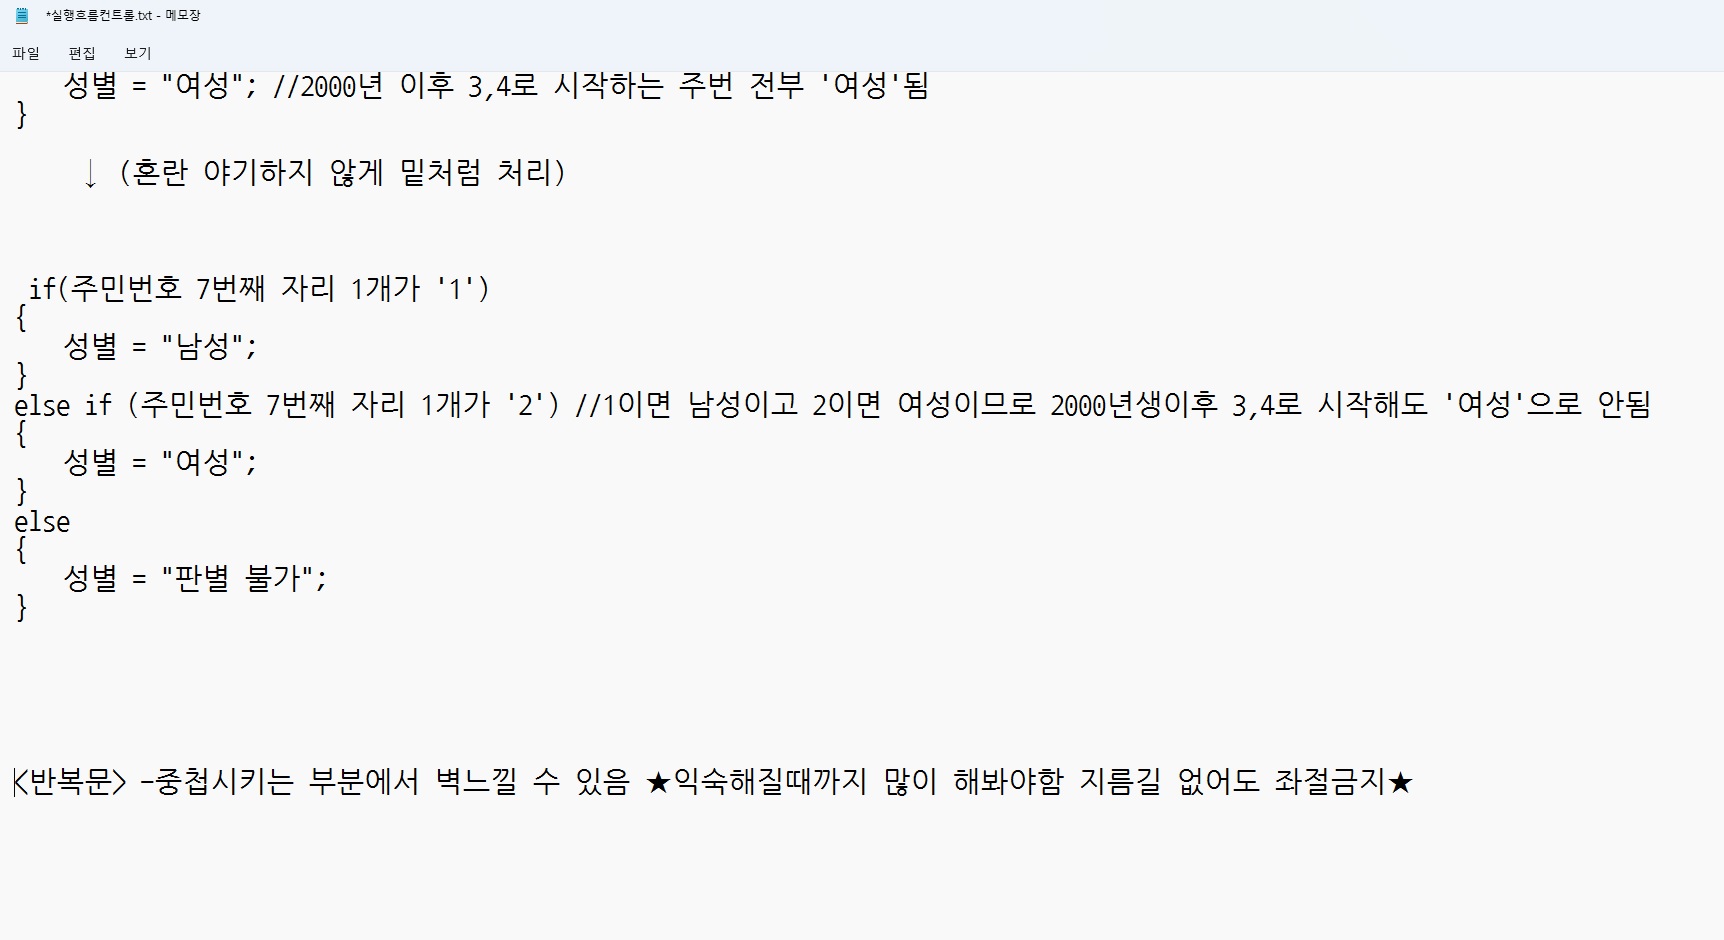 *실행흐름컨트롤.txt - 메모장
파일 편집 보기
성별 = "여성"; //2000년 이후 3,4로 시작하는 주번 전부 '여성'됨
}
↓ (혼란 야기하지 않게 밑처럼 처리)
if(주민번호 7번째 자리 1개가 '1')
{
성별 = "남성";
}
else if (주민번호 7번째 자리 1개가 '2') //1이면 남성이고 2이면 여성이므로 2000년생이후 3,4로 시작해도 '여성'으로 안됨
{
성별 = "여성";
}
else
{
성별 = "판별 불가";
}
<반복문> -중첩시키는 부분에서 벽느낄 수 있음 ★익숙해질때까지 많이 해봐야함 지름길 없어도 좌절금지★